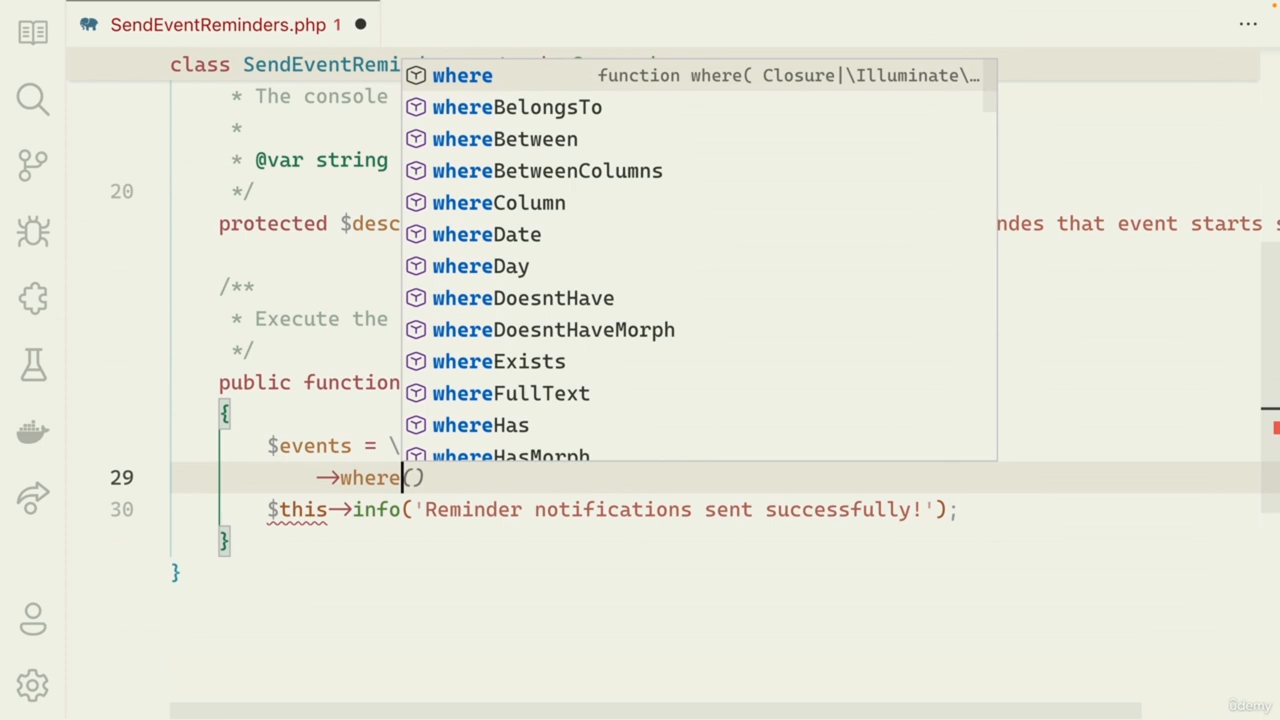 SendEventReminders.php 1
class SendEventRemi
where function where( Closure|\Illuminate\…
* The console
whereBelongsTo
*
whereBetween
* @var string
whereBetweenColumns
20 */
whereColumn
protected $desc ndes that event starts s
whereDate
whereDay
/**
whereDoesntHave
* Execute the
whereDoesntHaveMorph
*/
whereExists
public function
whereFullText
{
whereHas
$events = \
whereHasMorph
29 →where()
30 $this→info('Reminder notifications sent successfully!');
}
}
ûdemy